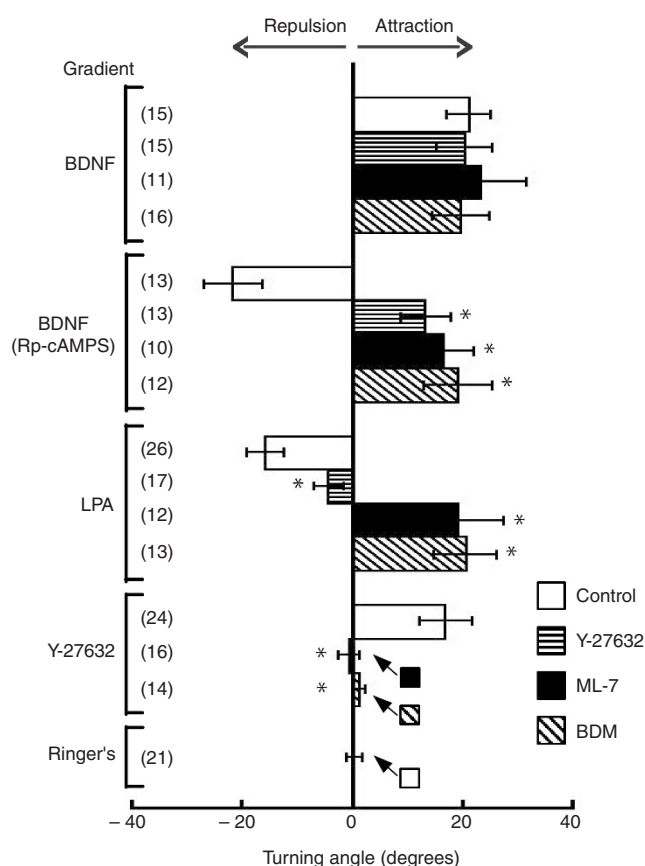 Repulsion Attraction
Gradient
(15)
(15)
BDNF
(11)
(16)
(13)
BDNF (13)
*
(Rp-cAMPS) (10)
*
(12)
*
(26)
(17)
*
LPA
(12)
*
(13)
*
Control
(24)
Y-27632 (16)
*
Y-27632
(14)
*
ML-7
BDM
Ringer's (21)
– 40 – 20 0 20 40
Turning angle (degrees)